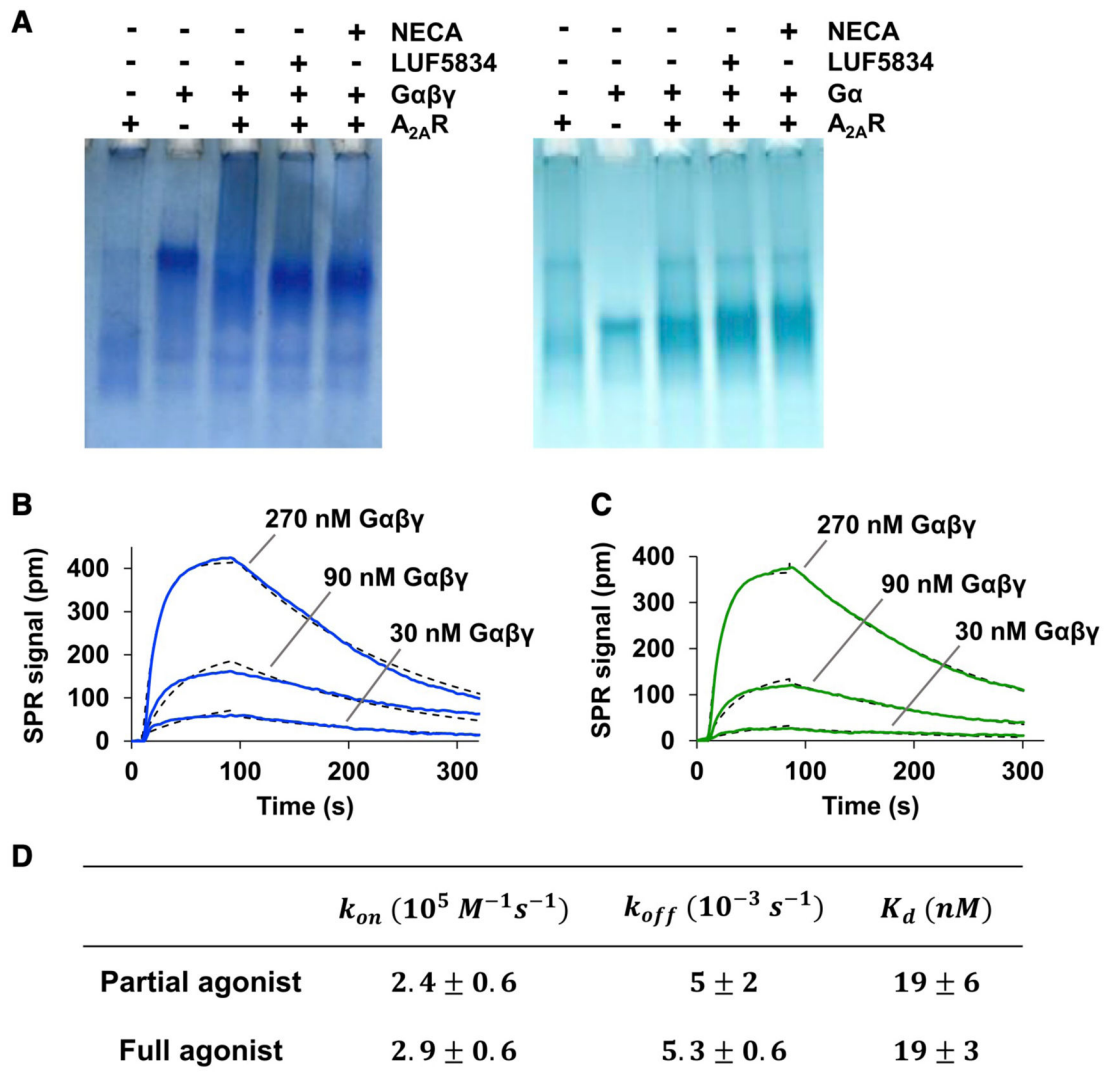 A
- - - - + NECA
- - - + - LUF5834
- + + + + Gαβγ
+ - + + + A2AR
- - - - + NECA
- - - + - LUF5834
- + + + + Gα
+ - + + + A2AR
B
270 nM Gαβγ
90 nM Gαβγ
30 nM Gαβγ
SPR signal (pm)
400
300
200
100
0
0 100 200 300
Time (s)
C
270 nM Gαβγ
90 nM Gαβγ
30 nM Gαβγ
SPR signal (pm)
400
300
200
100
0
0 100 200 300
Time (s)
D
kon (10⁵ M⁻¹s⁻¹) koff (10⁻³ s⁻¹) Kd (nM)
Partial agonist 2.4 ± 0.6 5 ± 2 19 ± 6
Full agonist 2.9 ± 0.6 5.3 ± 0.6 19 ± 3